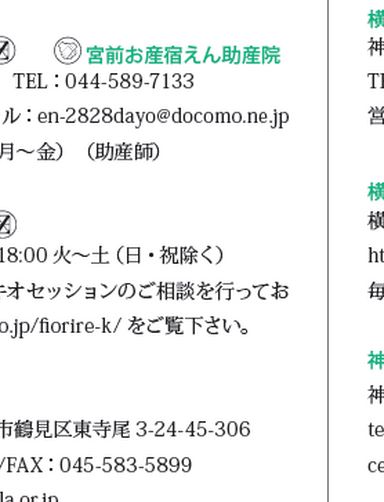 宮前お産宿えん助産院
TEL：044-589-7133
ル：en-2828dayo@docomo.ne.jp
月～金）（助産師）
18:00 火～土（日・祝除く）
オセッションのご相談を行ってお
o.jp/fiorire-k/ をご覧下さい。
市鶴見区東寺尾 3-24-45-306
/FAX：045-583-5899
la.or.jp
横
神
TE
営
横
横
ht
毎
神
神
te
ce